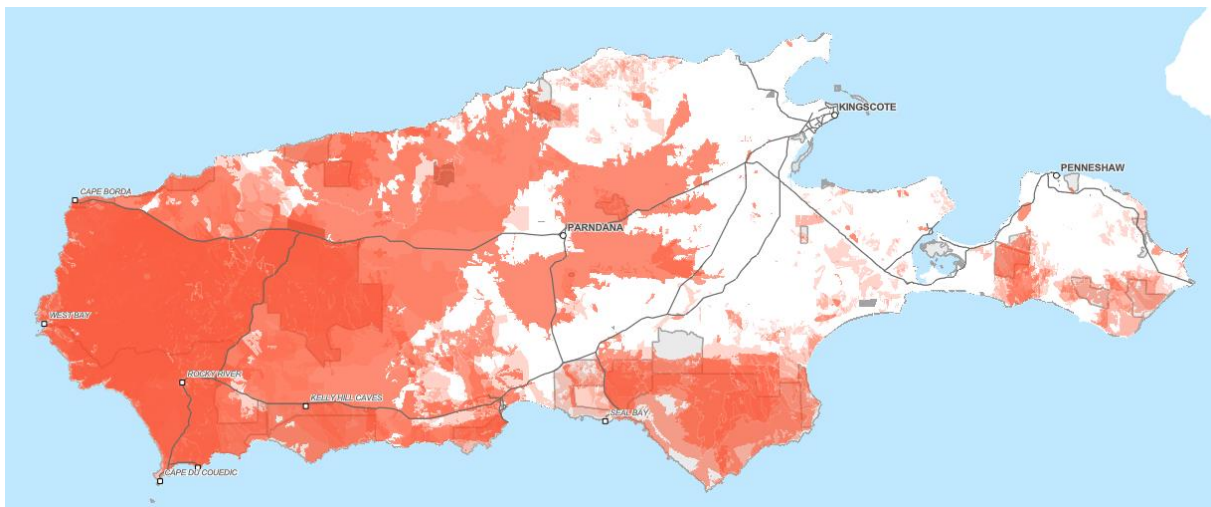 KINGSCOTE
PENNESHAW
CAPE BORDA
PARNDANA
WEST BAY
ROCKY RIVER
KELLY HILL CAVES
SEAL BAY
CAPE DU COUEDIC